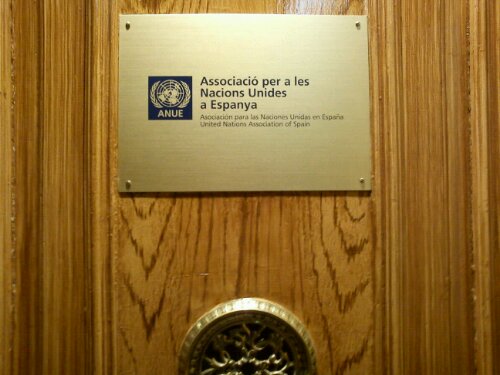 Associació per a les
Nacions Unides
a Espanya
ANUE
Asociación para las Naciones Unidas en España
United Nations Association of Spain